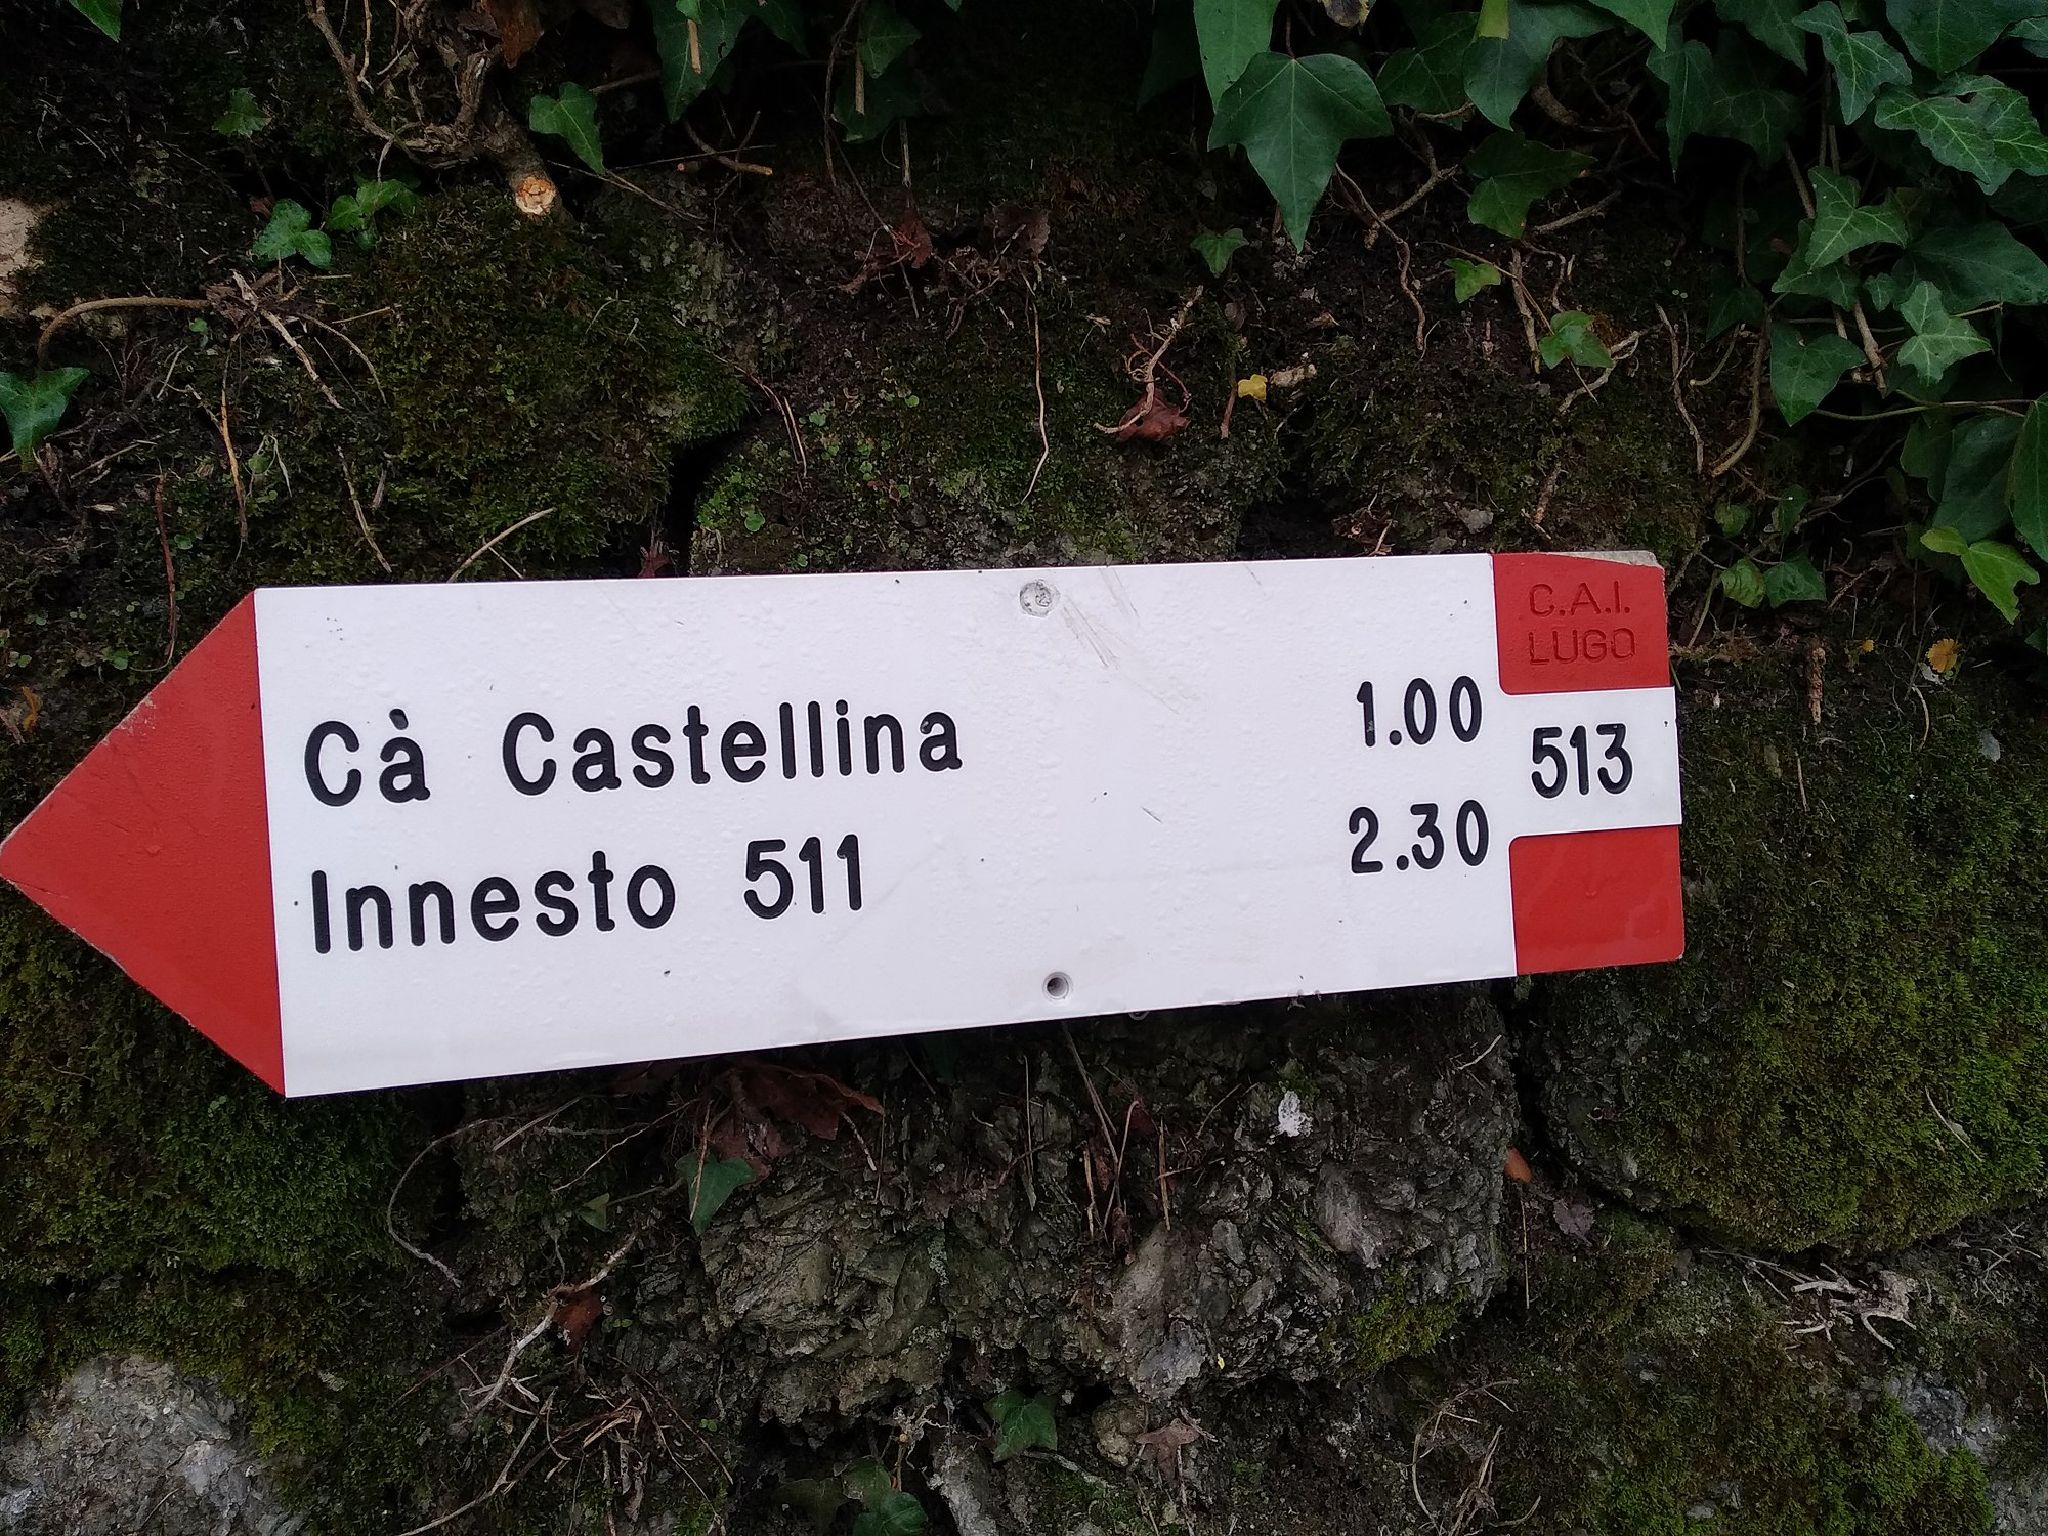 C.A.I.
LUGO
Cà Castellina 1.00
513
Innesto 511 2.30